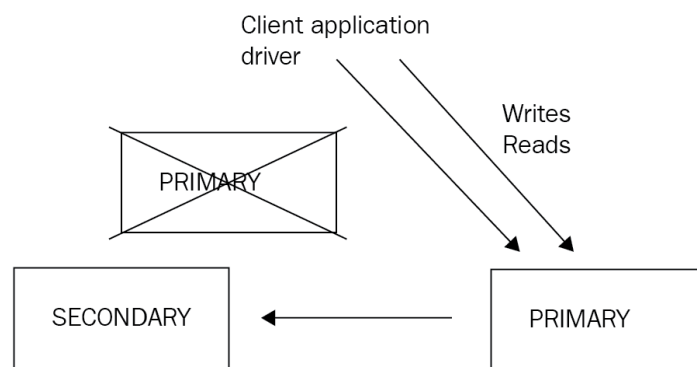 Client application
driver
Writes
Reads
PRIMARY
SECONDARY
PRIMARY